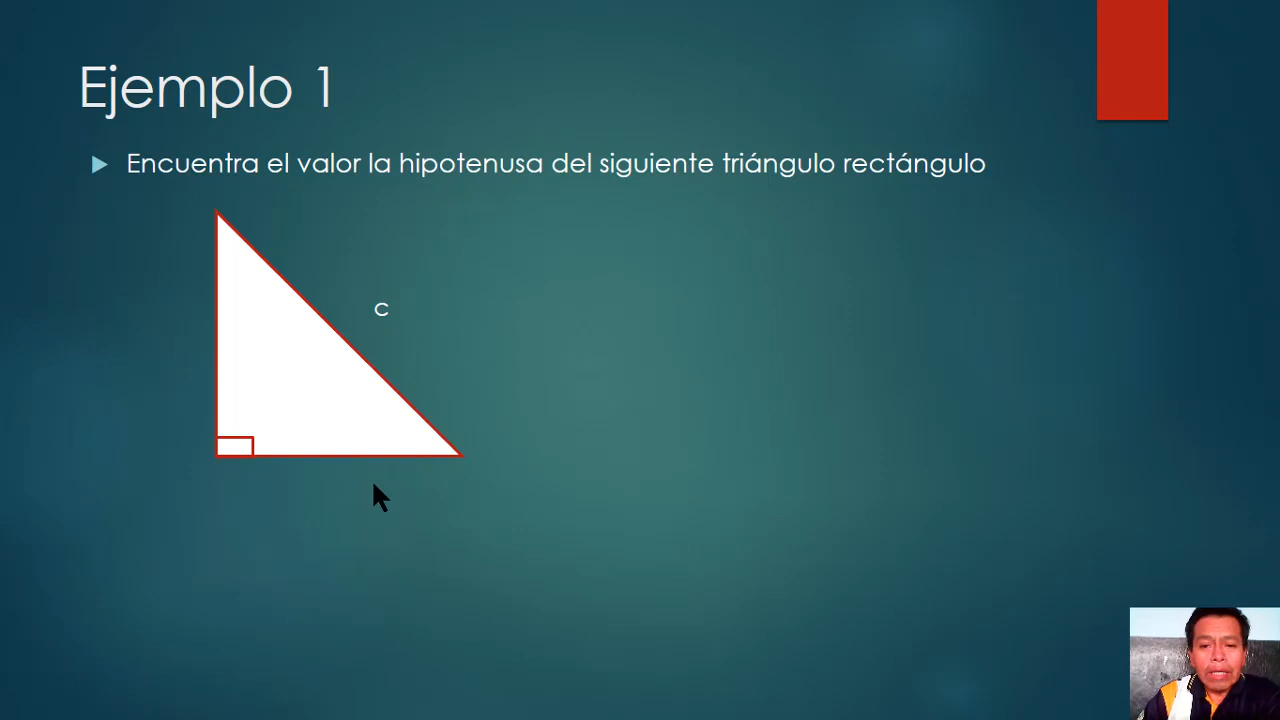 Ejemplo 1
Encuentra el valor la hipotenusa del siguiente triángulo rectángulo
c